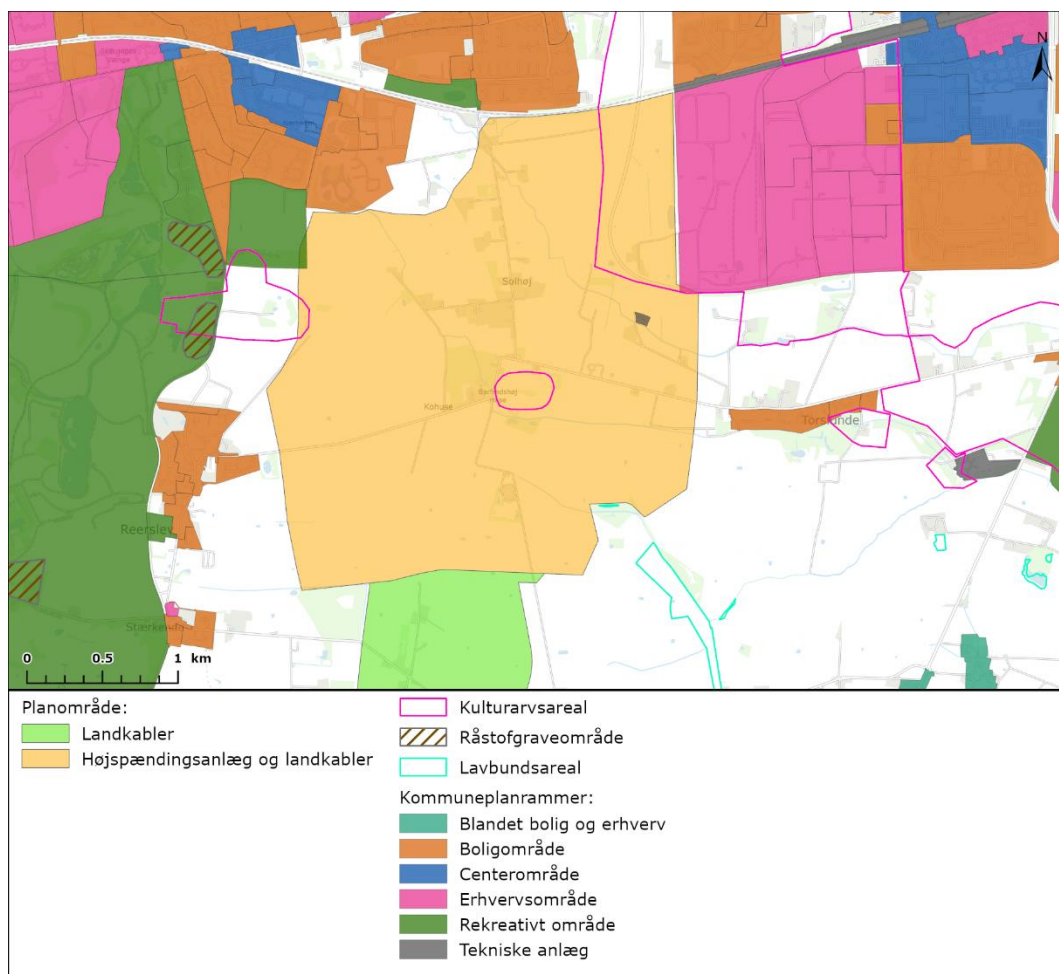 N
Solhøj
Kohuse
Torslunde
Reerslev
0 0.5 1 km
Planområde:
Landkabler
Højspændingsanlæg og landkabler
Kulturarvsareal
Råstofgraveområde
Lavbundsareal
Kommuneplanrammer:
Blandet bolig og erhverv
Boligområde
Centerområde
Erhvervsområde
Rekreativt område
Tekniske anlæg